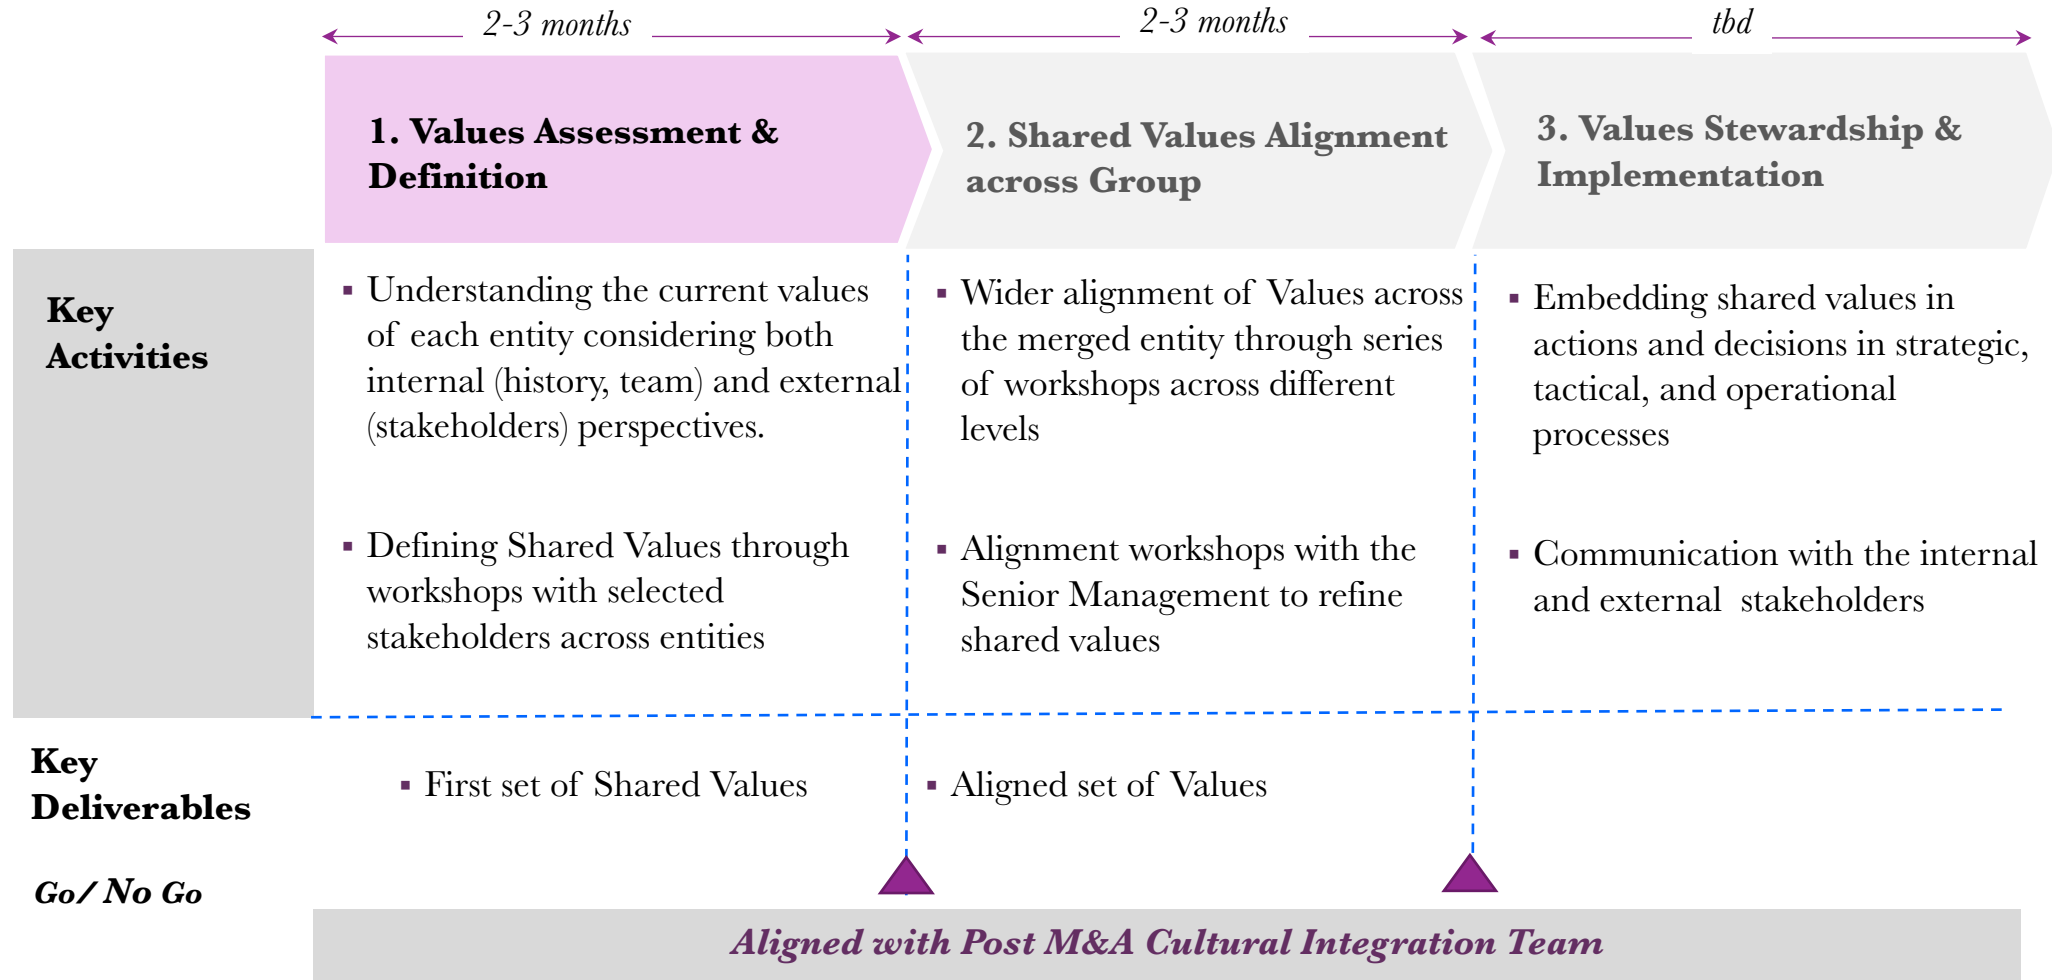 2-3 months
2-3 months
tbd
1. Values Assessment &
Definition
2. Shared Values Alignment
across Group
3. Values Stewardship &
Implementation
Key
Activities
▪ Understanding the current values
of each entity considering both
internal (history, team) and external
(stakeholders) perspectives.
▪ Defining Shared Values through
workshops with selected
stakeholders across entities
▪ Wider alignment of Values across
the merged entity through series
of workshops across different
levels
▪ Alignment workshops with the
Senior Management to refine
shared values
▪ Embedding shared values in
actions and decisions in strategic,
tactical, and operational
processes
▪ Communication with the internal
and external stakeholders
Key
Deliverables
▪ First set of Shared Values
▪ Aligned set of Values
Go/ No Go
Aligned with Post M&A Cultural Integration Team